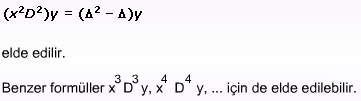 (x²D²)y = (Δ² − Δ)y
elde edilir.
Benzer formüller x³D³y, x⁴ D⁴ y, ... için de elde edilebilir.